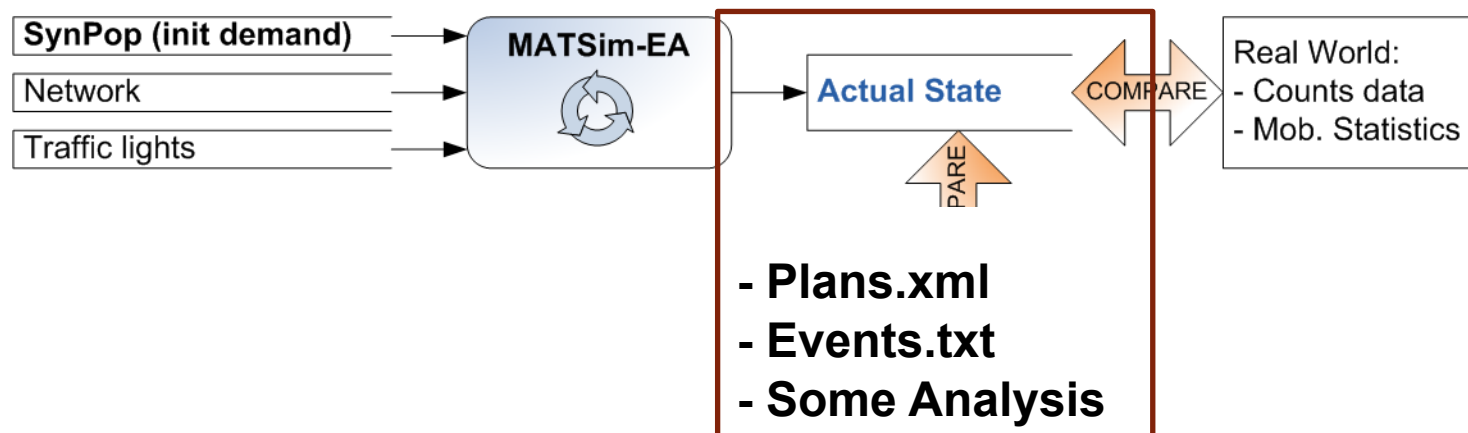 SynPop (init demand)
Network
Traffic lights
MATSim-EA
Actual State
COMPARE
Real World:
- Counts data
- Mob. Statistics
PARE
- Plans.xml
- Events.txt
- Some Analysis